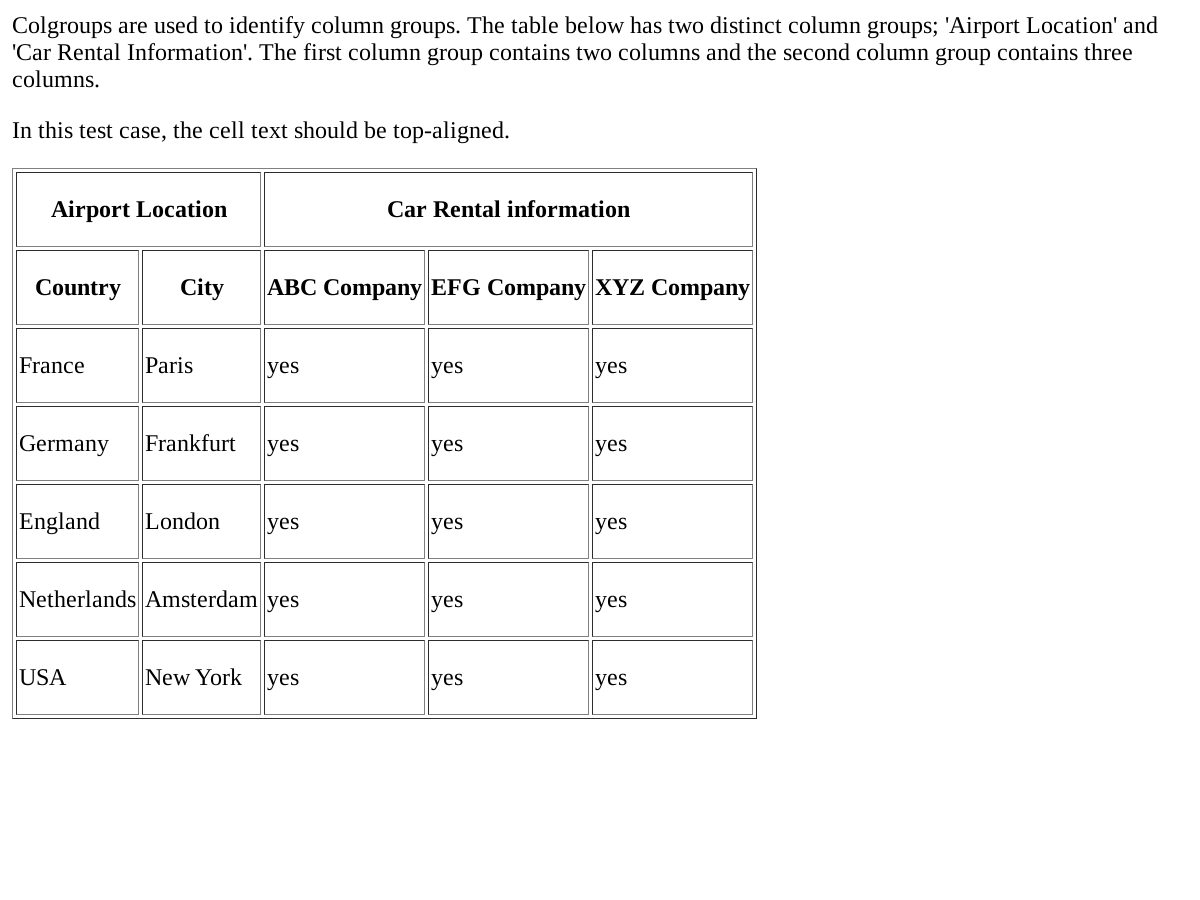 Colgroups are used to identify column groups. The table below has two distinct column groups; 'Airport Location' and
'Car Rental Information'. The first column group contains two columns and the second column group contains three
columns.
In this test case, the cell text should be top-aligned.
Airport Location Car Rental information
Country City ABC Company EFG Company XYZ Company
France Paris yes yes yes
Germany Frankfurt yes yes yes
England London yes yes yes
Netherlands Amsterdam yes yes yes
USA New York yes yes yes